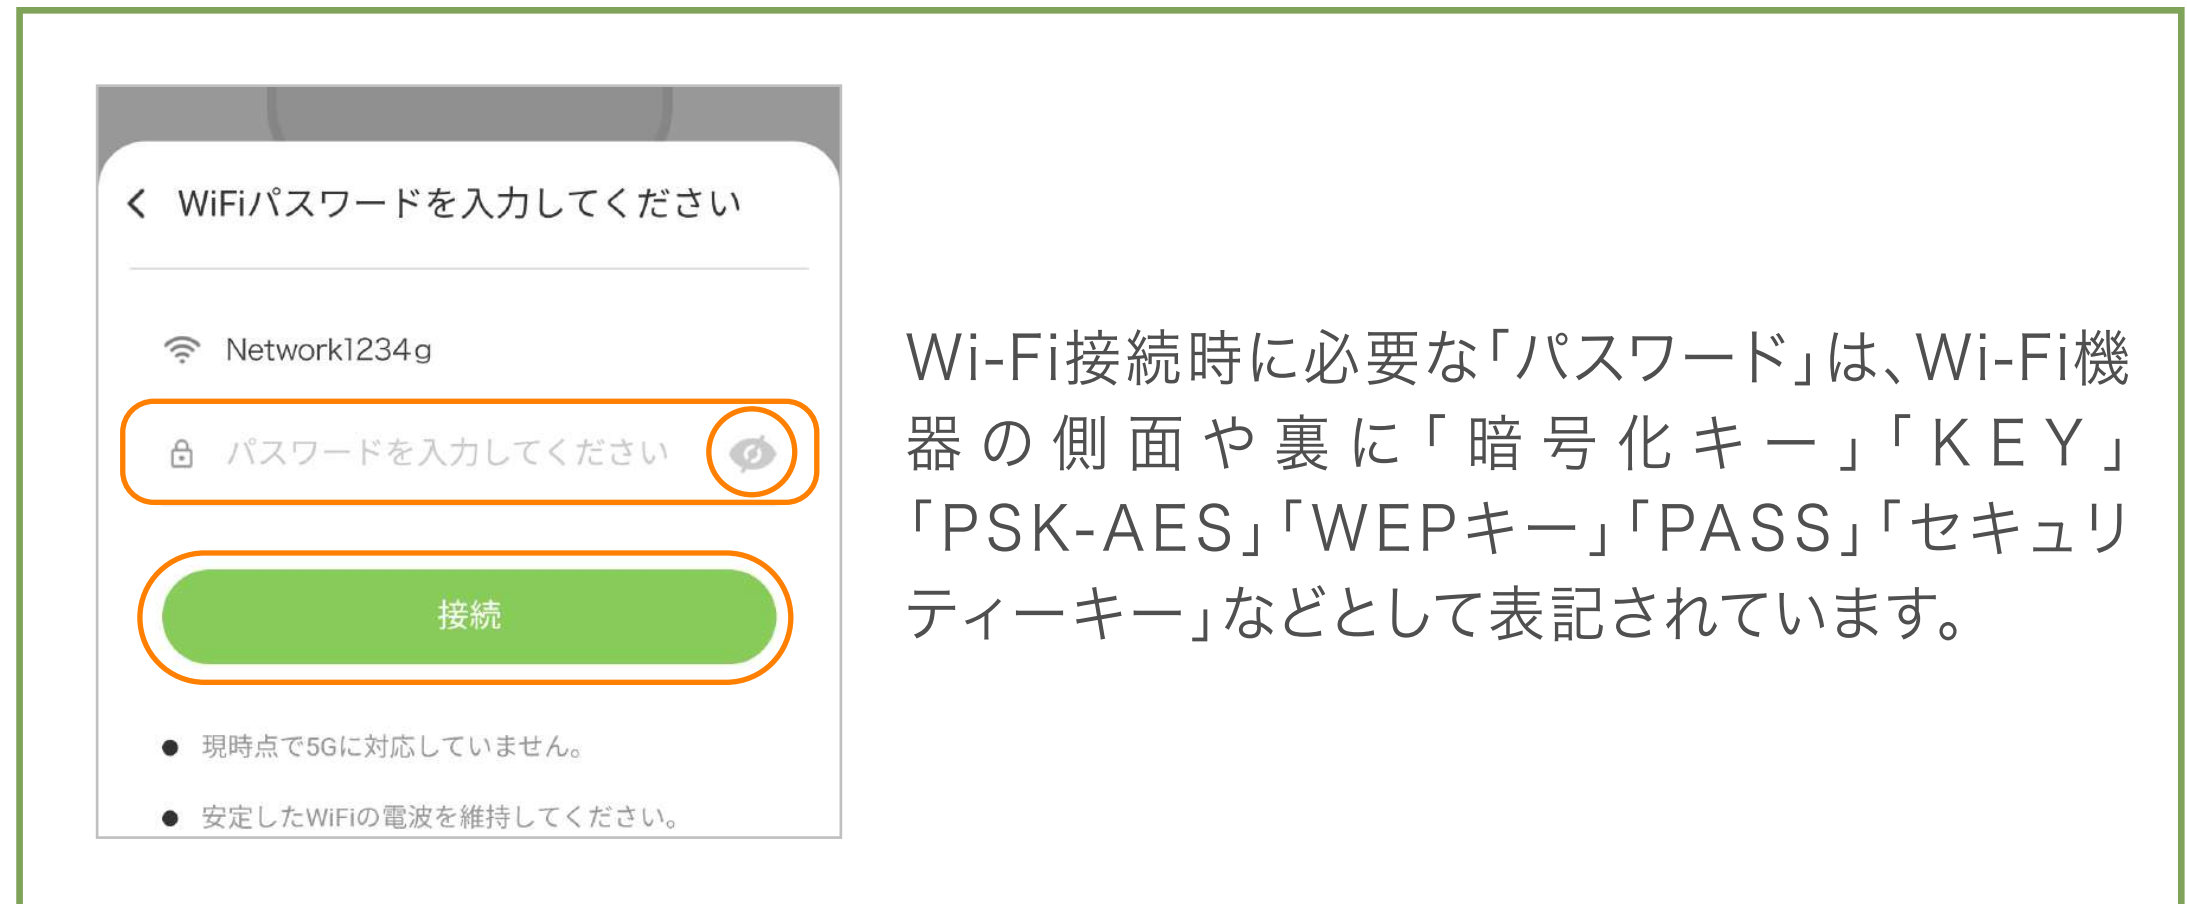 WiFiパスワードを入力してください
Network1234g
パスワードを入力してください
接続
現時点で5Gに対応していません。
安定したWiFiの電波を維持してください。
Wi-Fi接続時に必要な「パスワード」は、Wi-Fi機
器の側面や裏に「暗号化キー」「KEY」
「PSK-AES」「WEPキー」「PASS」「セキュリ
ティーキー」などとして表記されています。